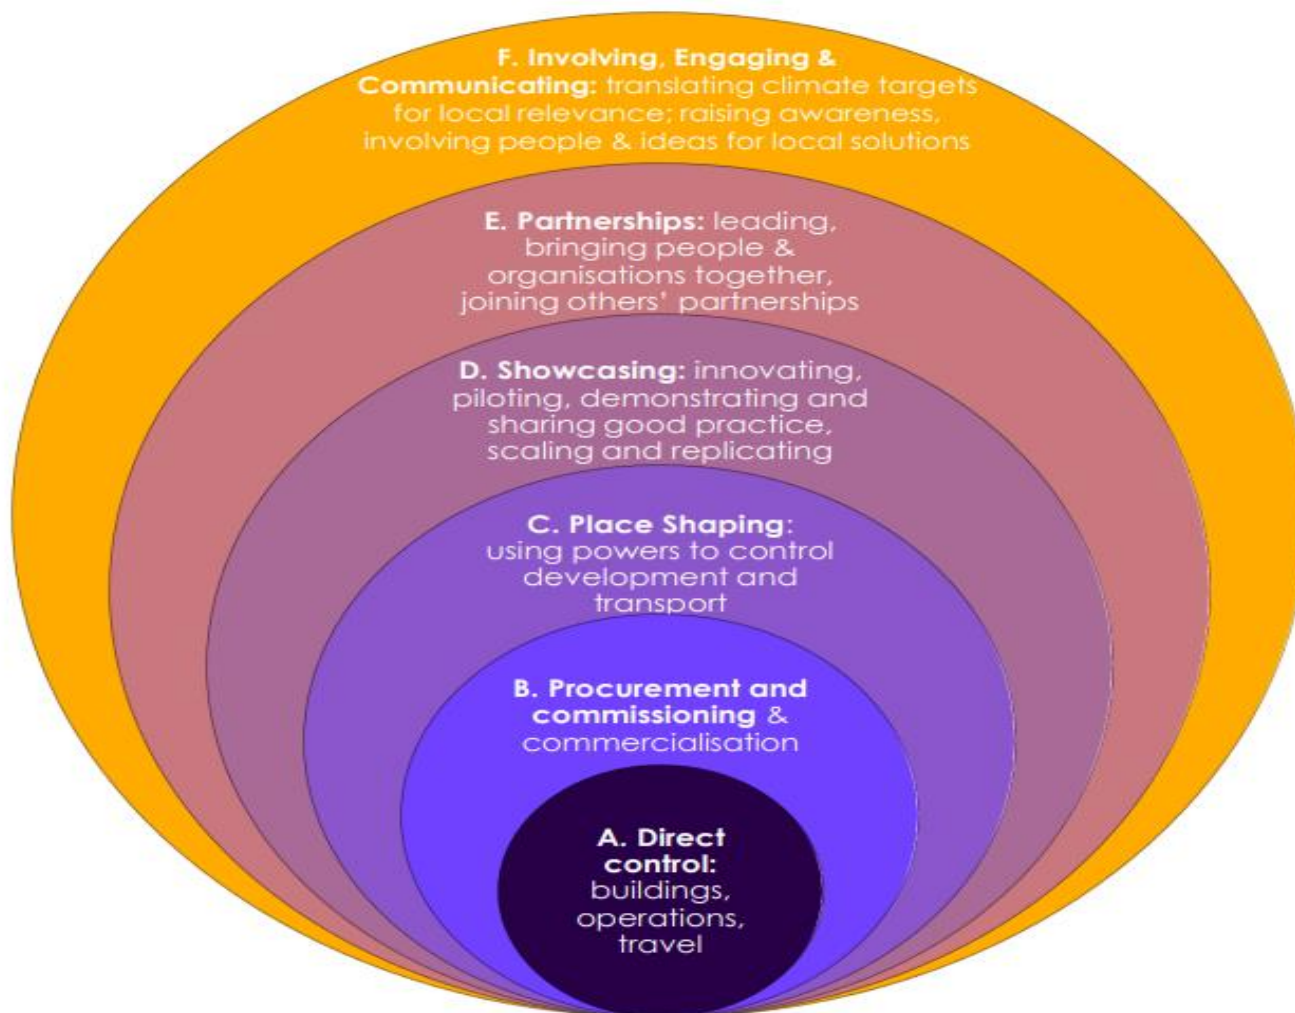 F. Involving, Engaging &
Communicating: translating climate targets
for local relevance; raising awareness,
involving people & ideas for local solutions
E. Partnerships: leading,
bringing people &
organisations together,
joining others’ partnerships
D. Showcasing: innovating,
piloting, demonstrating and
sharing good practice,
scaling and replicating
C. Place Shaping:
using powers to control
development and
transport
B. Procurement and
commissioning &
commercialisation
A. Direct
control:
buildings,
operations,
travel